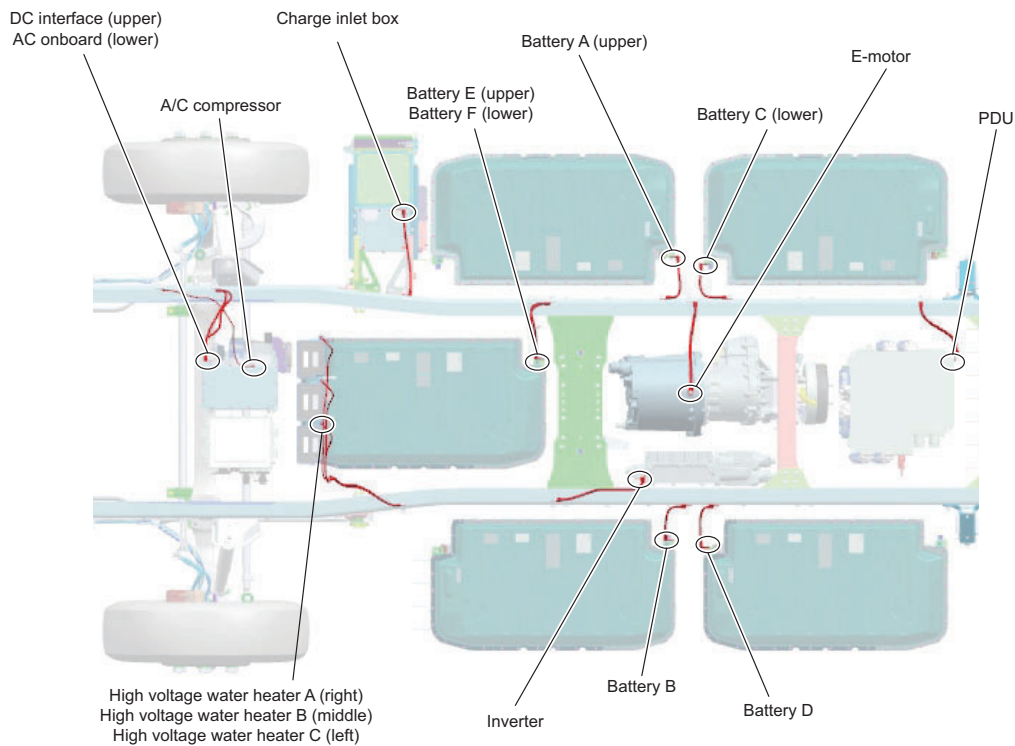 DC interface (upper)
AC onboard (lower)
Charge inlet box
Battery A (upper)
E-motor
Battery E (upper)
Battery F (lower)
A/C compressor
Battery C (lower)
PDU
High voltage water heater A (right)
High voltage water heater B (middle)
High voltage water heater C (left)
Inverter
Battery B
Battery D